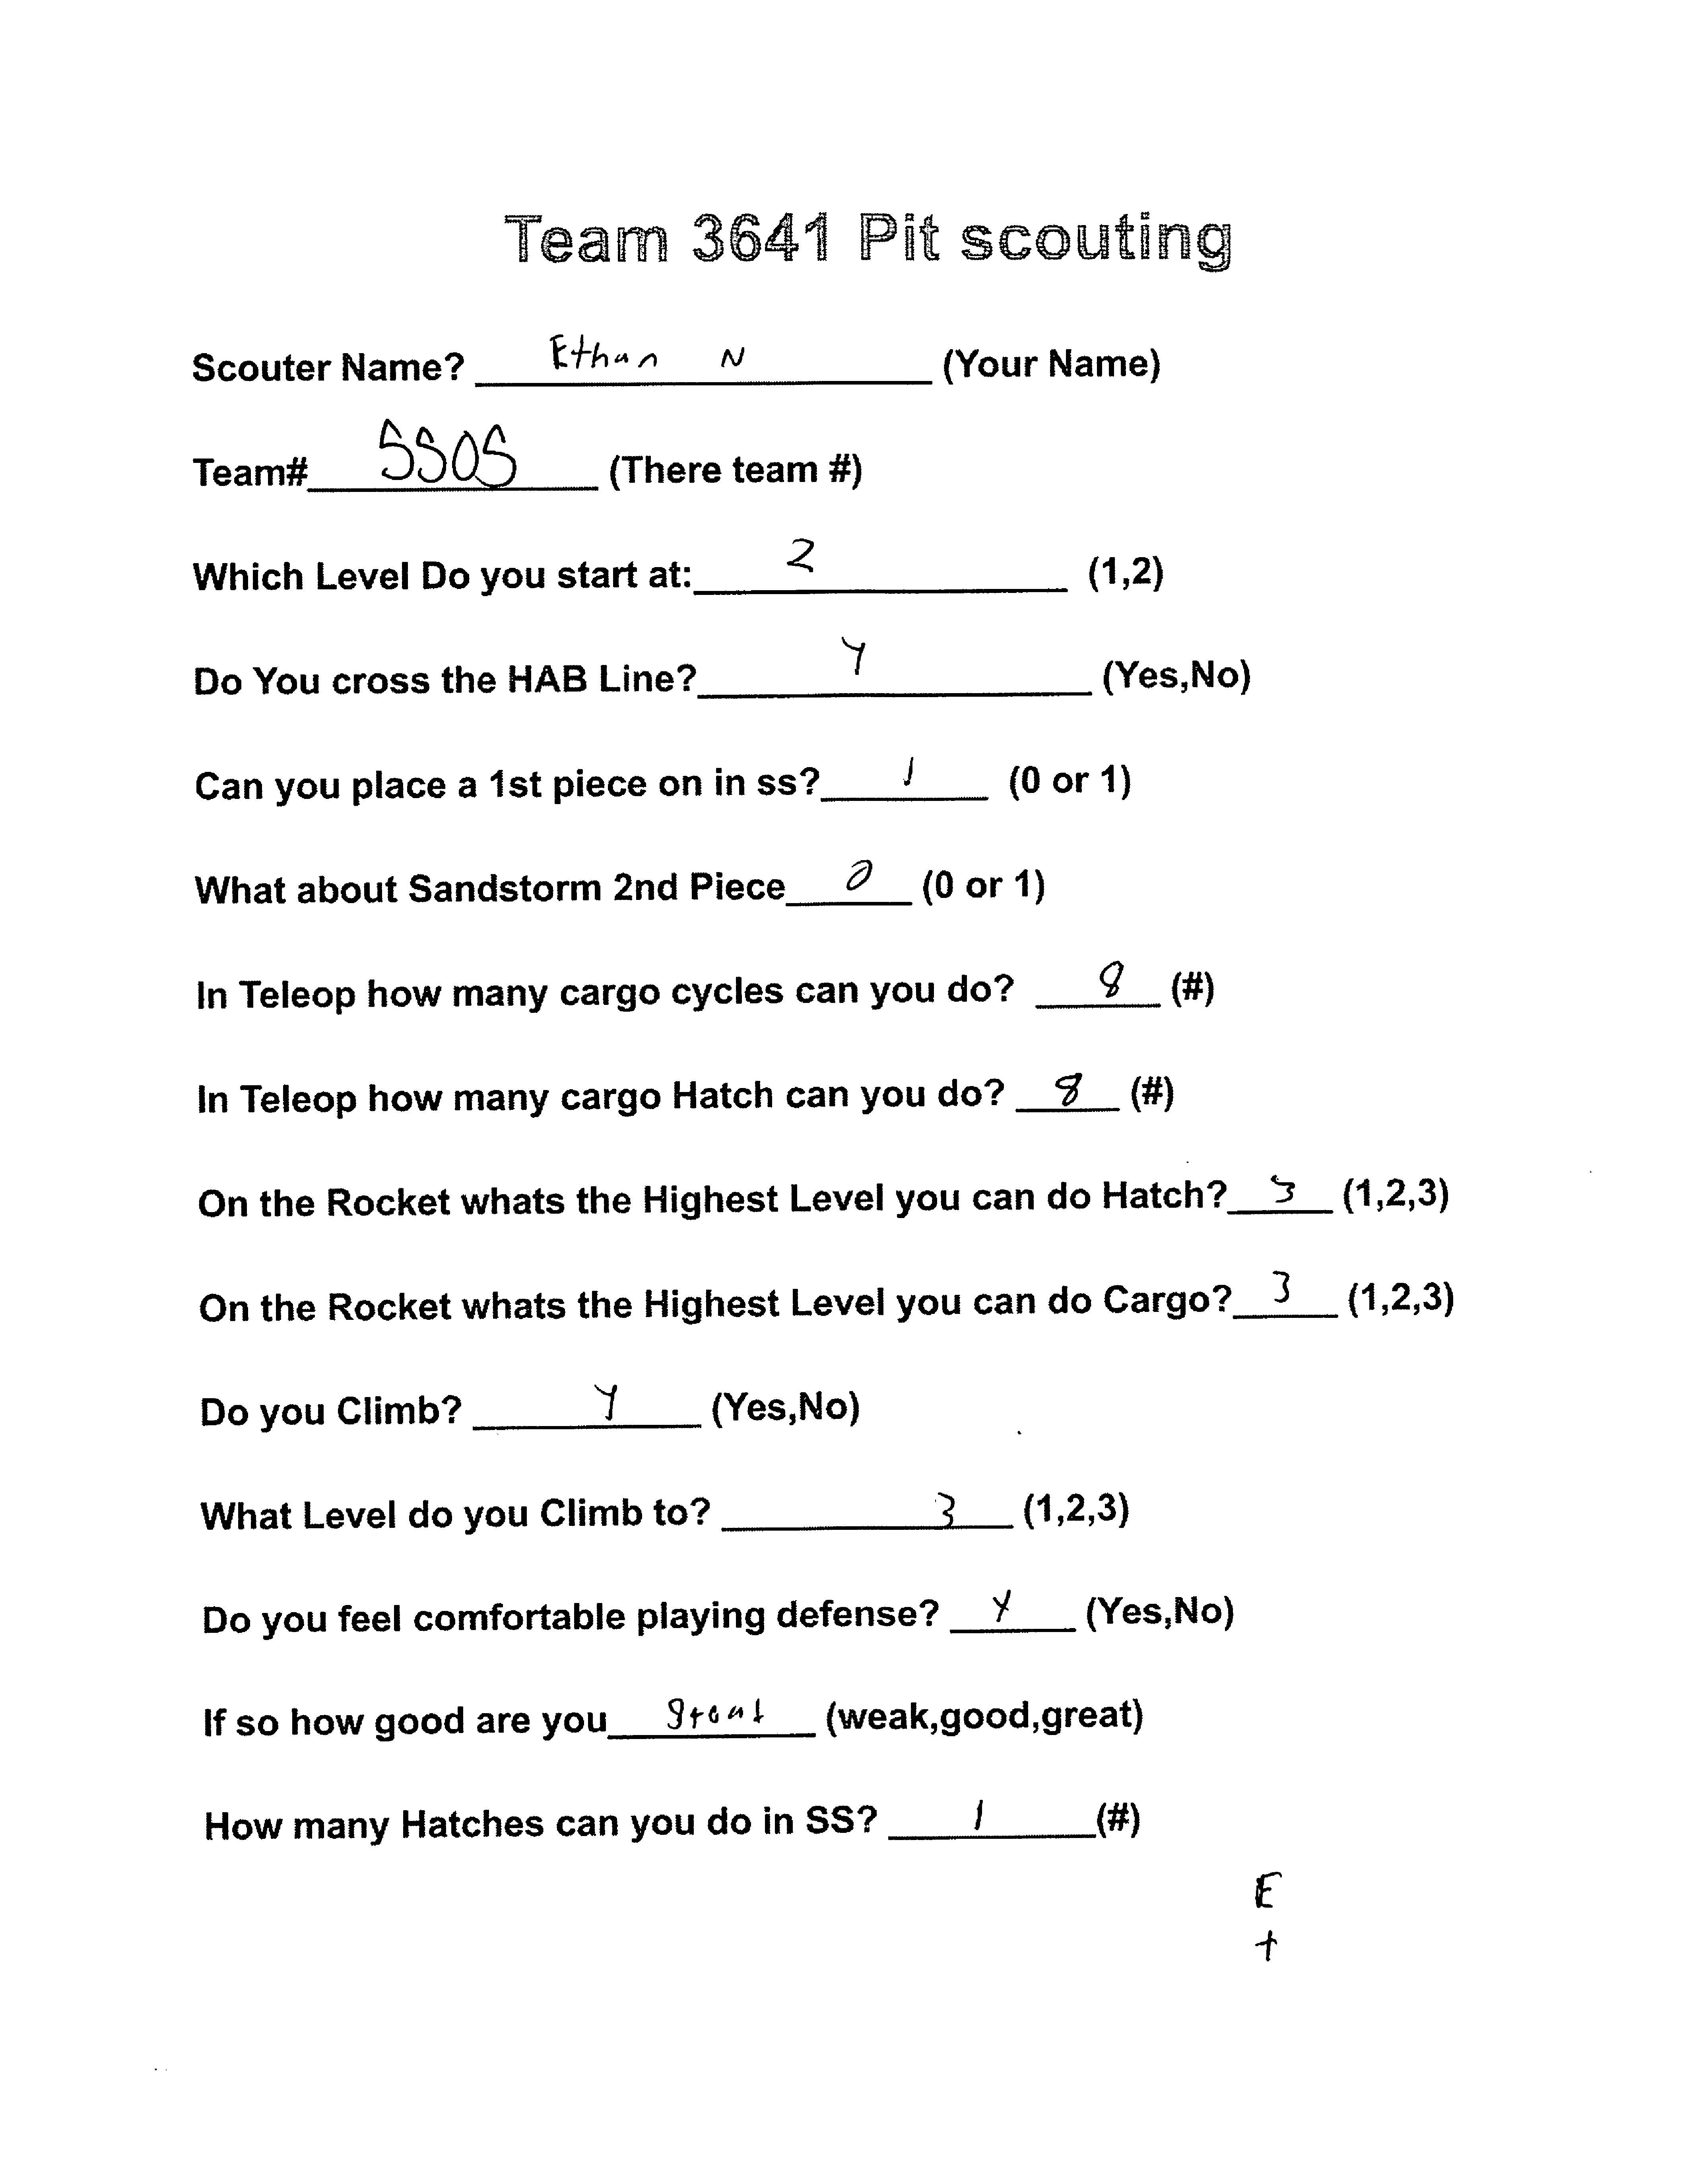 Team 3641 Pit scouting
Scouter Name? Ethan N (Your Name)
Team# 5505 (There team #)
Which Level Do you start at: 2 (1,2)
Do You cross the HAB Line? Y (Yes,No)
Can you place a 1st piece on in ss? 1 (0 or 1)
What about Sandstorm 2nd Piece 0 (0 or 1)
In Teleop how many cargo cycles can you do? 8 (#)
In Teleop how many cargo Hatch can you do? 8 (#)
On the Rocket whats the Highest Level you can do Hatch? 3 (1,2,3)
On the Rocket whats the Highest Level you can do Cargo? 3 (1,2,3)
Do you Climb? Y (Yes,No)
What Level do you Climb to? 3 (1,2,3)
Do you feel comfortable playing defense? Y (Yes,No)
If so how good are you great (weak,good,great)
How many Hatches can you do in SS? 1 (#)
E
t